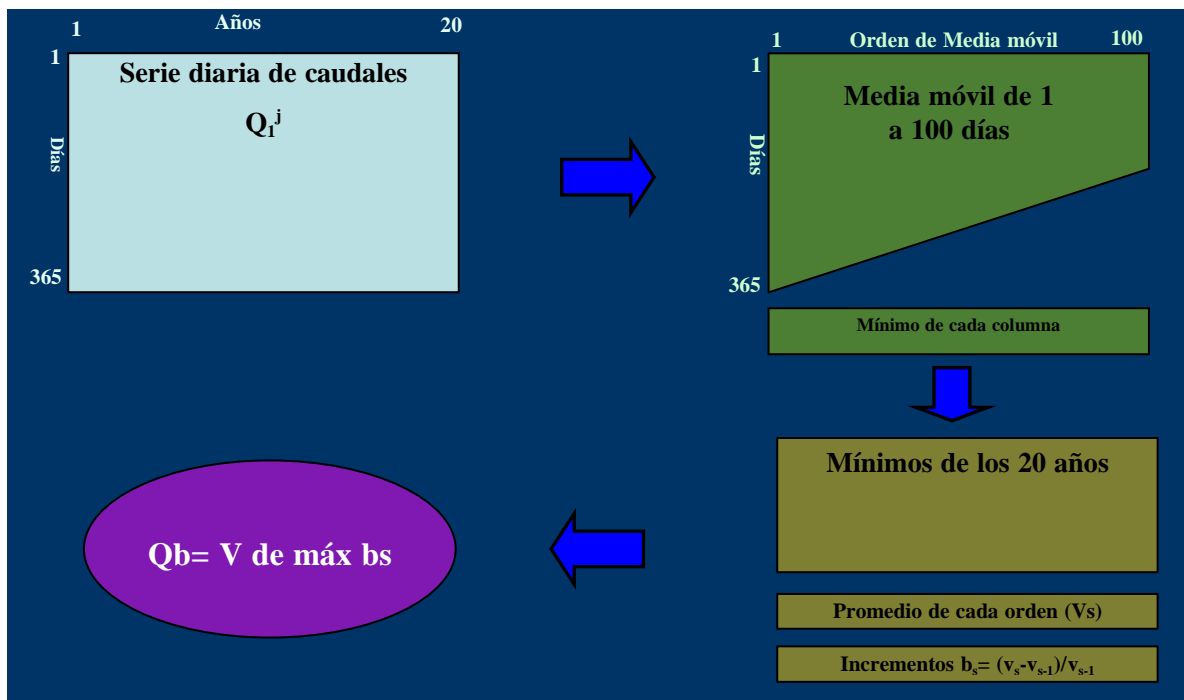 Años
1 20
1
Serie diaria de caudales
Q₁ʲ
Días
365
1 Orden de Media móvil 100
1
Media móvil de 1
a 100 días
Días
365
Mínimo de cada columna
Mínimos de los 20 años
Promedio de cada orden (Vs)
Incrementos bₛ= (vₛ-vₛ₋₁)/vₛ₋₁
Qb= V de máx bs